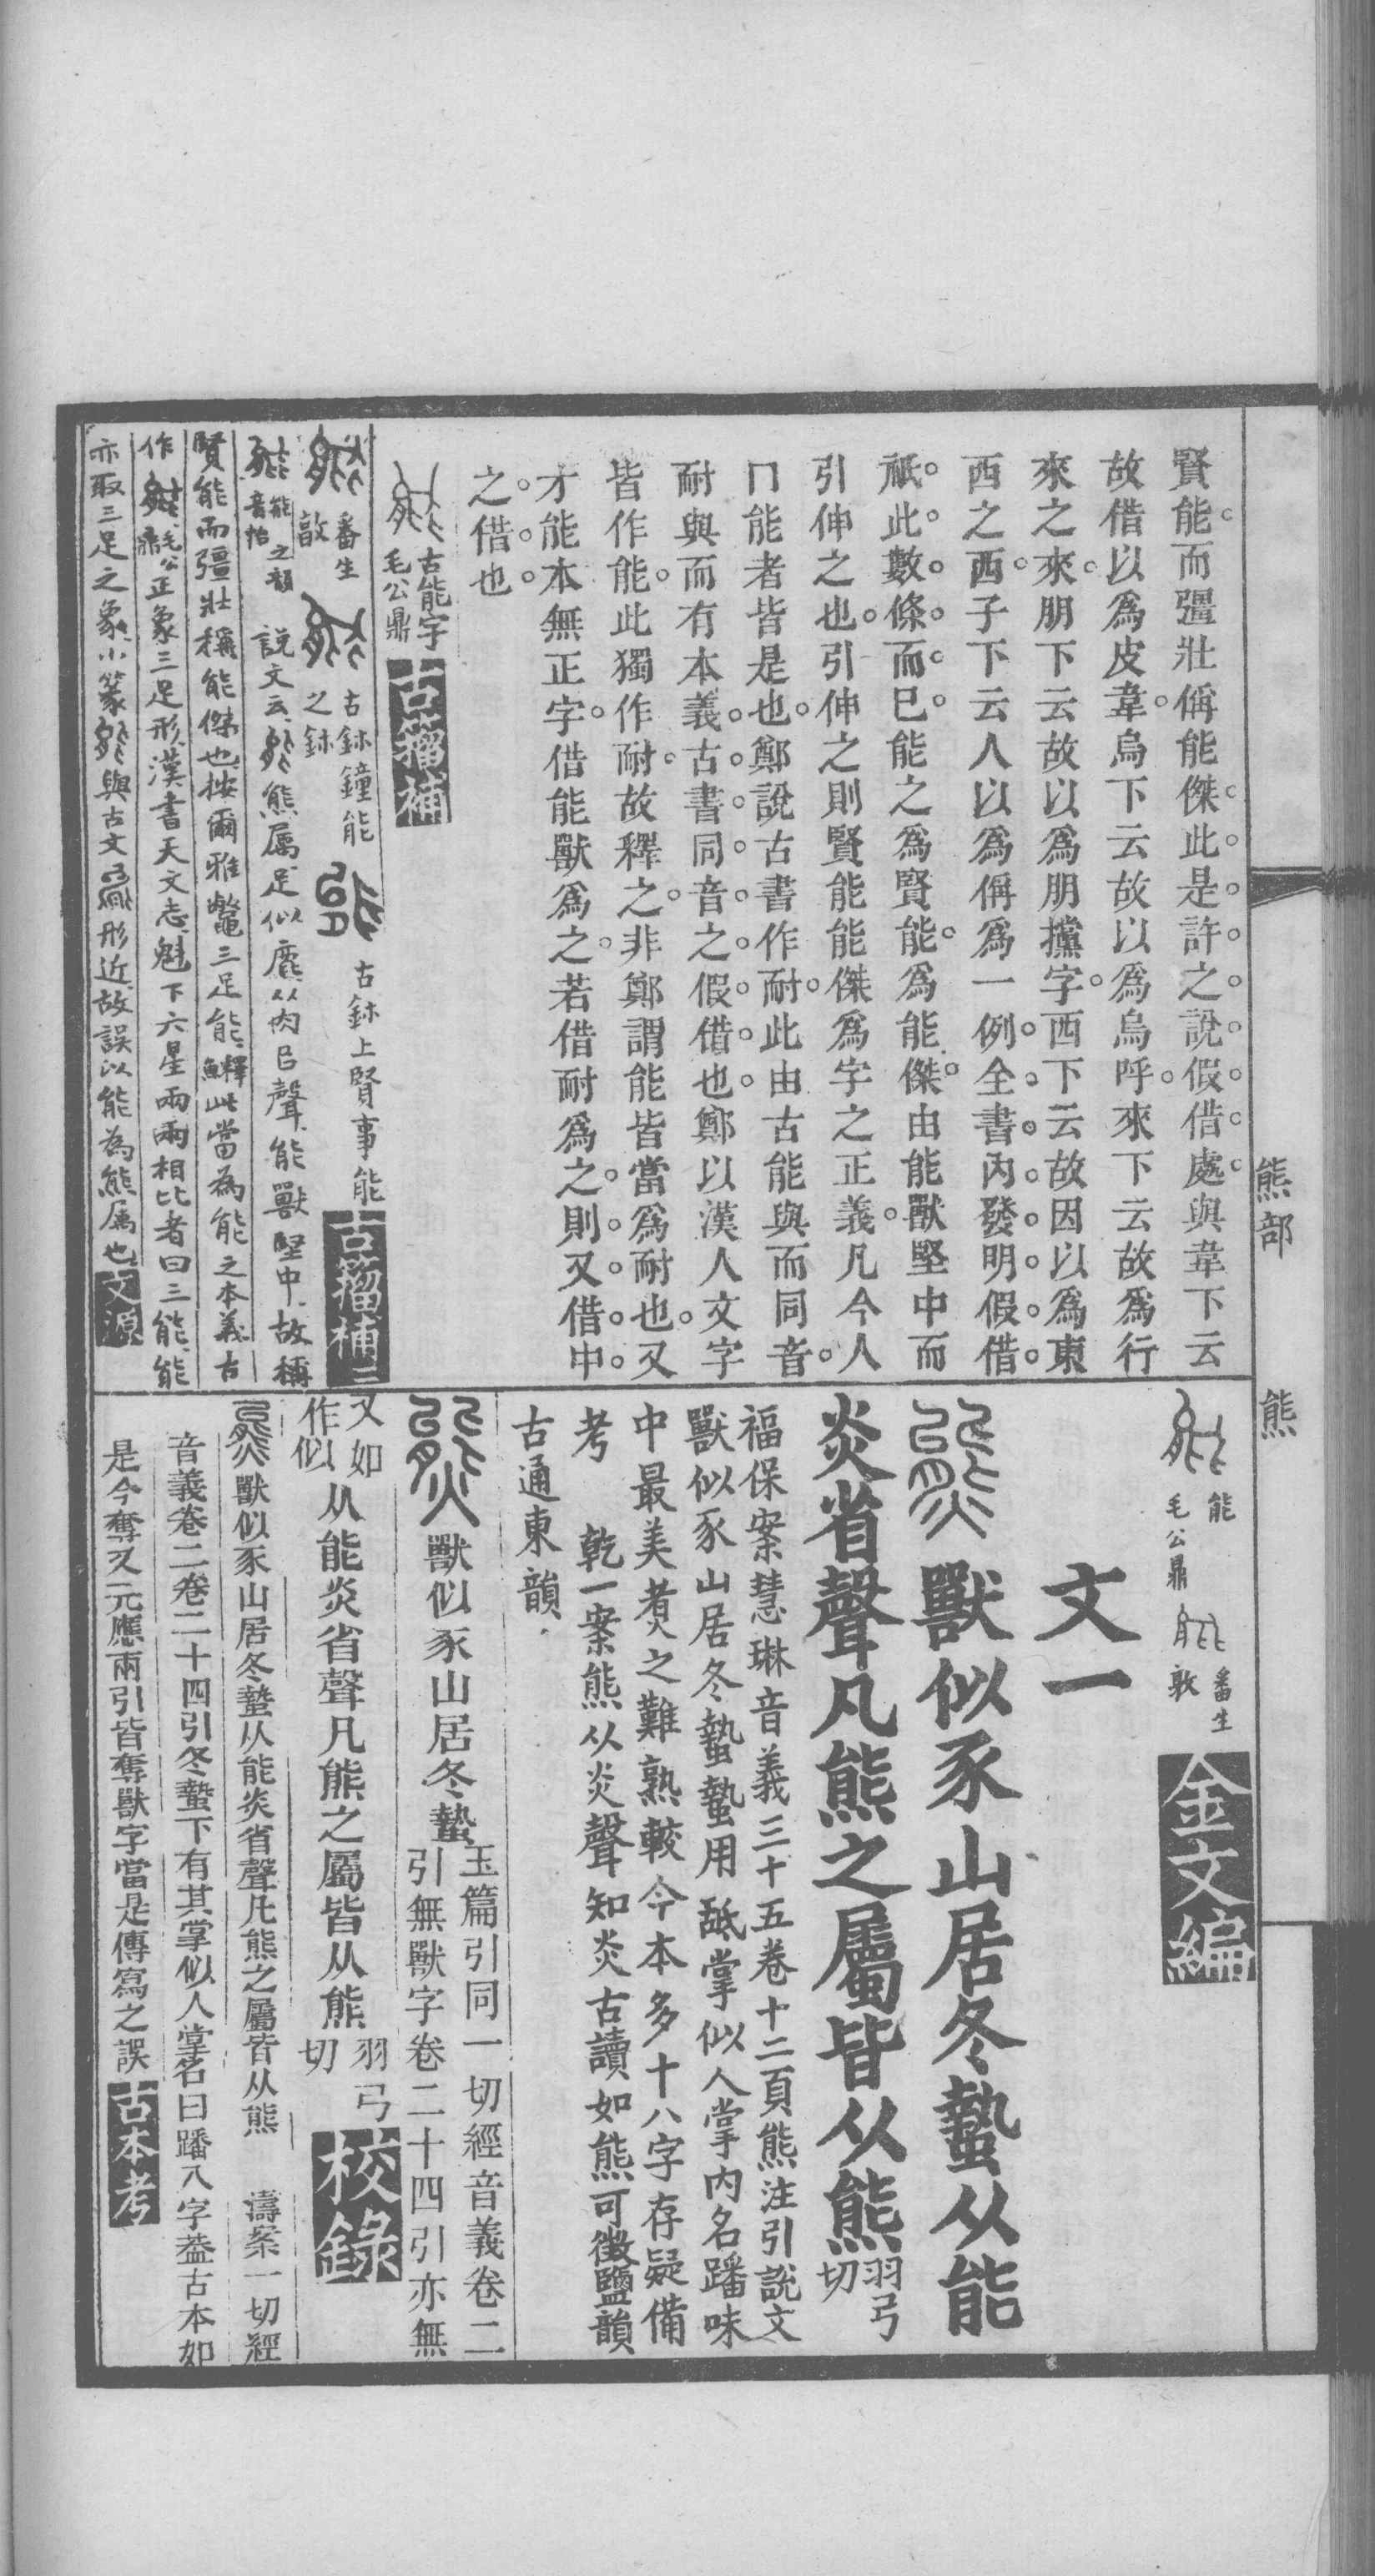 賢能而彊壯偁能傑此是許之說假借處與韋下云
故借以爲皮韋烏下云故以爲烏呼來下云故爲行
來之來朋下云故以爲朋攩字西下云故因以爲東
西之西子下云人以爲偁爲一例全書內發明假借
祇此數條而已能之爲賢能爲能傑由能獸堅中而
引伸之也引伸之則賢能能傑爲字之正義凡今人
冂能者皆是也鄭說古書作耐此由古能與而同音
耐與而有本義古書同音之假借也鄭以漢人文字
皆作能此獨作耐故釋之非鄭謂能皆當爲耐也又
才能本無正字借能獸爲之若借耐爲之則又借中
之借也
古能字
毛公鼎
古籀補
番生
敦
古鉢鐘能
之鉢
古鉢上賢事能
古籀補二
能之韻
音怡
說文云熊屬足似鹿从肉㠯聲能獸堅中故稱
賢能而彊壯稱能傑也按爾雅鼈三足能釋此當為能之本義古
作毛公鼎正象三足形漢書天文志魁下六星兩兩相比者曰三能能
亦取三足之象小篆與古文形近故誤以能為熊屬也
文源
能
毛公鼎
番生
敦
金文編
文一
獸似豕山居冬蟄从能
炎省聲凡熊之屬皆从熊
羽弓
切
福保案慧琳音義三十五卷十二頁熊注引說文
獸似豕山居冬蟄蟄用舐掌似人掌內名蹯味
中最美煑之難熟較今本多十八字存疑備
考　乾一案熊从炎聲知炎古讀如熊可徵鹽韻
古通東韻
獸似豕山居冬蟄
玉篇引同一切經音義卷二
引無獸字卷二十四引亦無
又如
作似
从能炎省聲凡熊之屬皆从熊
羽弓
切
校錄
獸似豕山居冬蟄从能炎省聲凡熊之屬皆从熊　濤案一切經
音義卷二卷二十四引冬蟄下有其掌似人掌名曰蹯八字蓋古本如
是今奪又元應兩引皆奪獸字當是傳寫之誤
古本考
熊部
熊